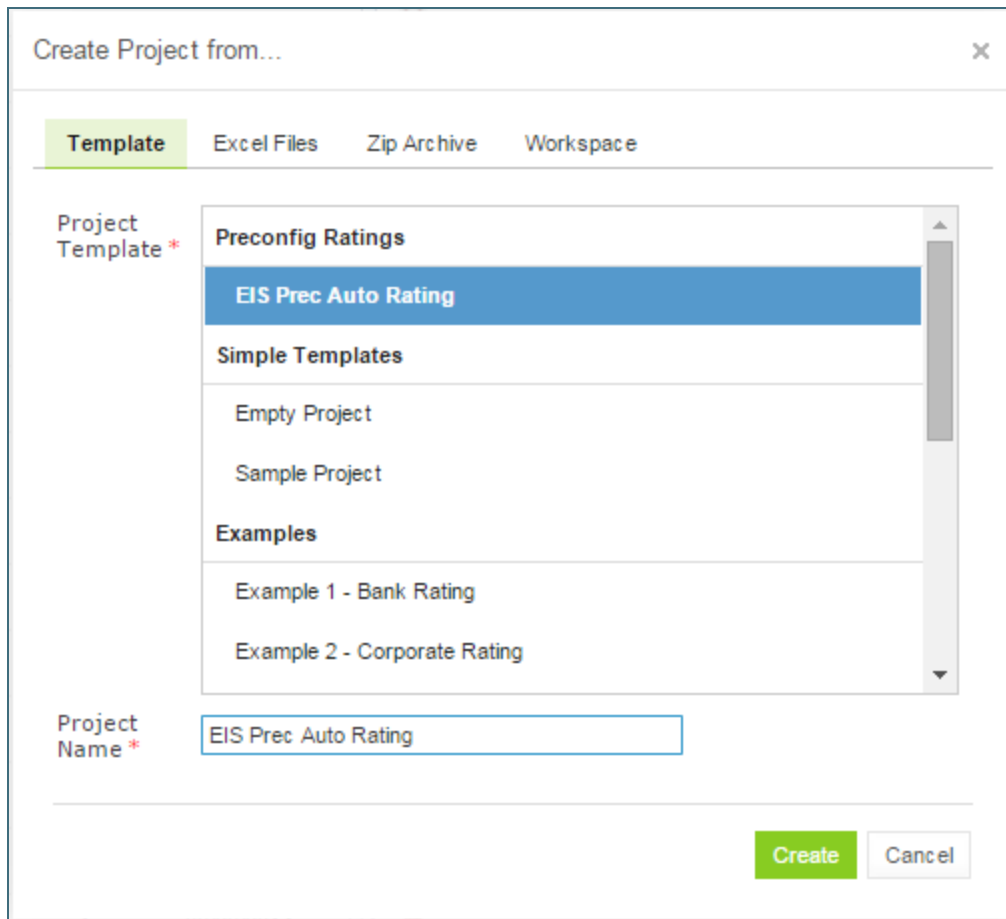 Create Project from...
×
Template Excel Files Zip Archive Workspace
Project
Template *
Preconfig Ratings
EIS Prec Auto Rating
Simple Templates
Empty Project
Sample Project
Examples
Example 1 - Bank Rating
Example 2 - Corporate Rating
Project
Name *
EIS Prec Auto Rating
Create Cancel